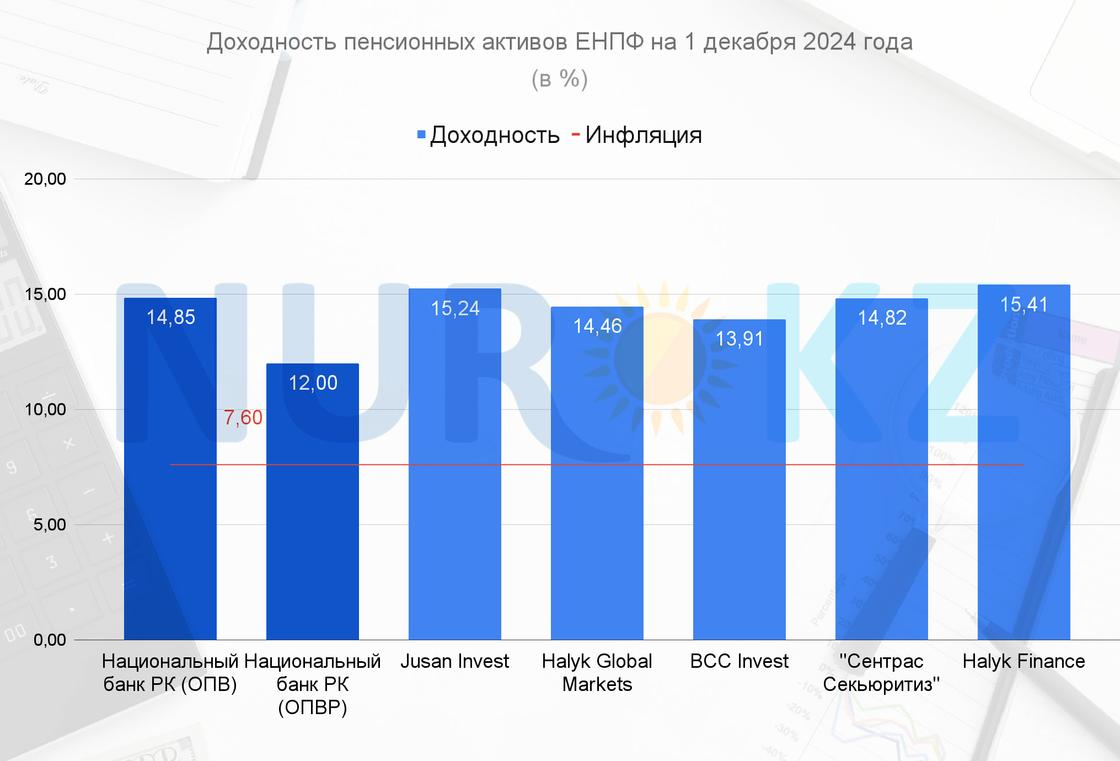 Доходность пенсионных активов ЕНПФ на 1 декабря 2024 года
(в %)
Доходность Инфляция
20,00
15,00
10,00
5,00
0,00
14,85
12,00
15,24
14,46
13,91
14,82
15,41
7,60
NUR KZ
Национальный
банк РК (ОПВ)
Национальный
банк РК
(ОПВР)
Jusan Invest
Halyk Global
Markets
BCC Invest
"Сентрас
Секьюритиз"
Halyk Finance